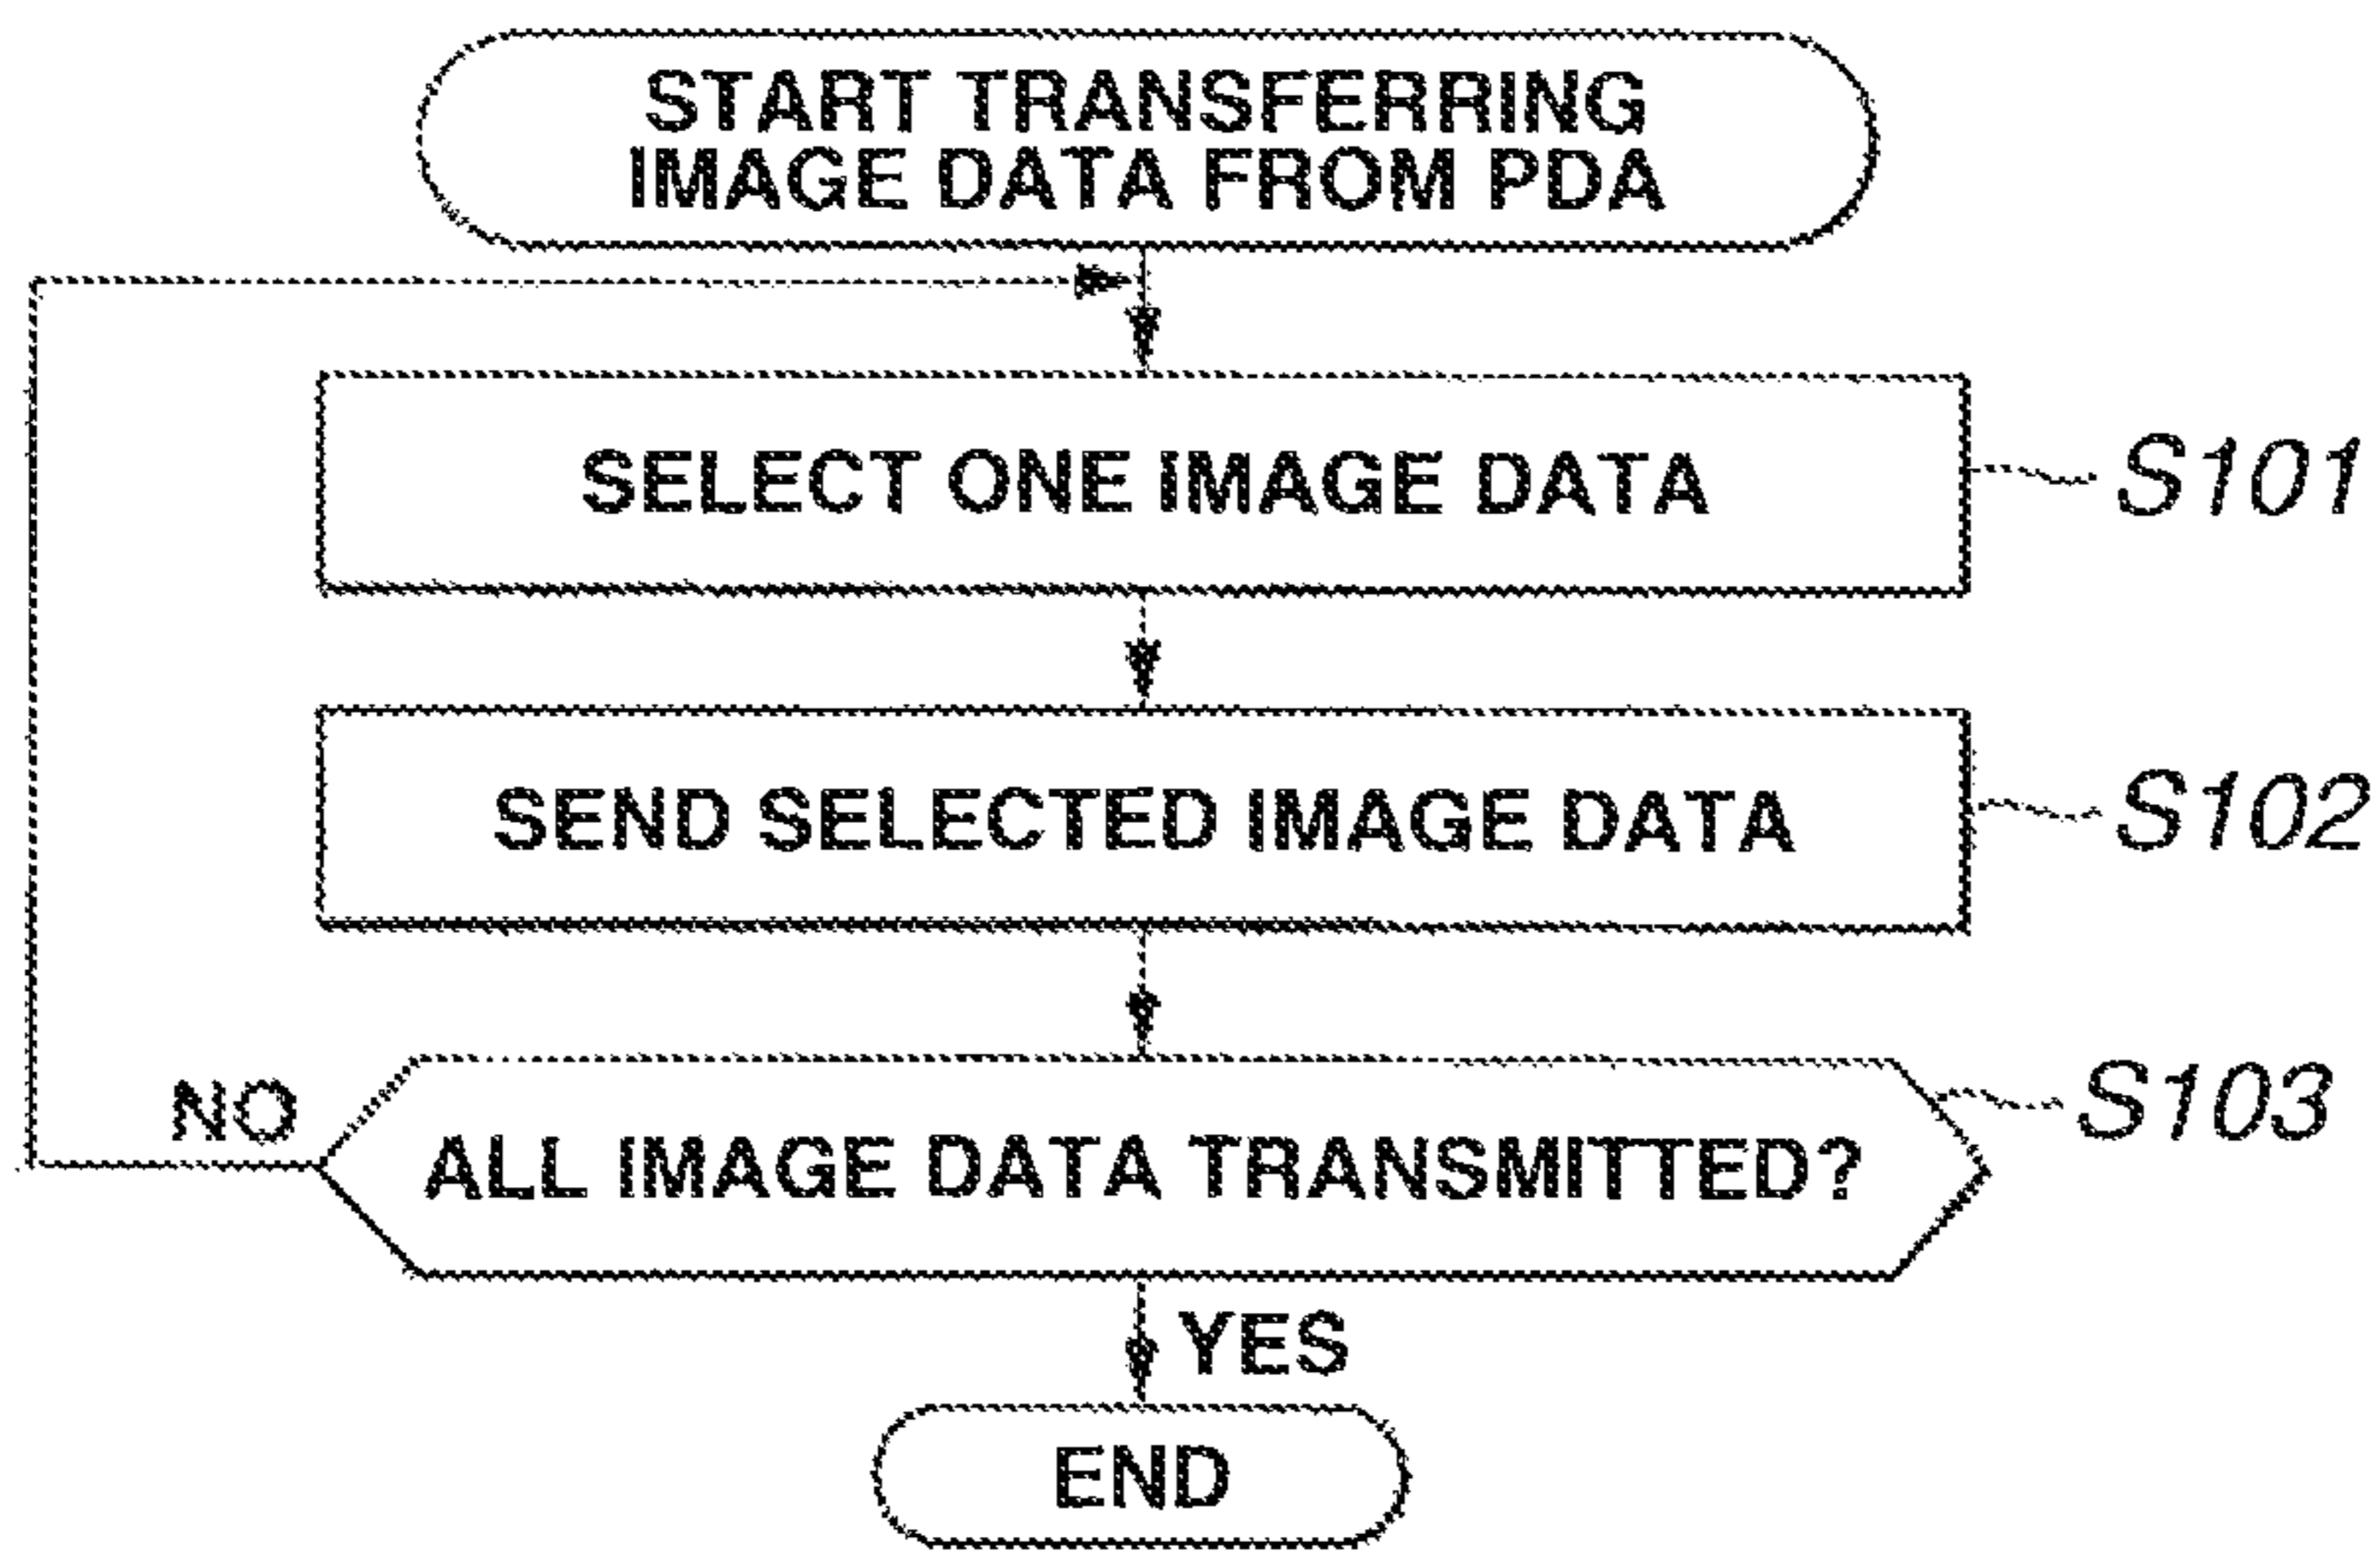 START TRANSFERRING
IMAGE DATA FROM PDA
SELECT ONE IMAGE DATA
S101
SEND SELECTED IMAGE DATA
S102
NO
ALL IMAGE DATA TRANSMITTED?
S103
YES
END